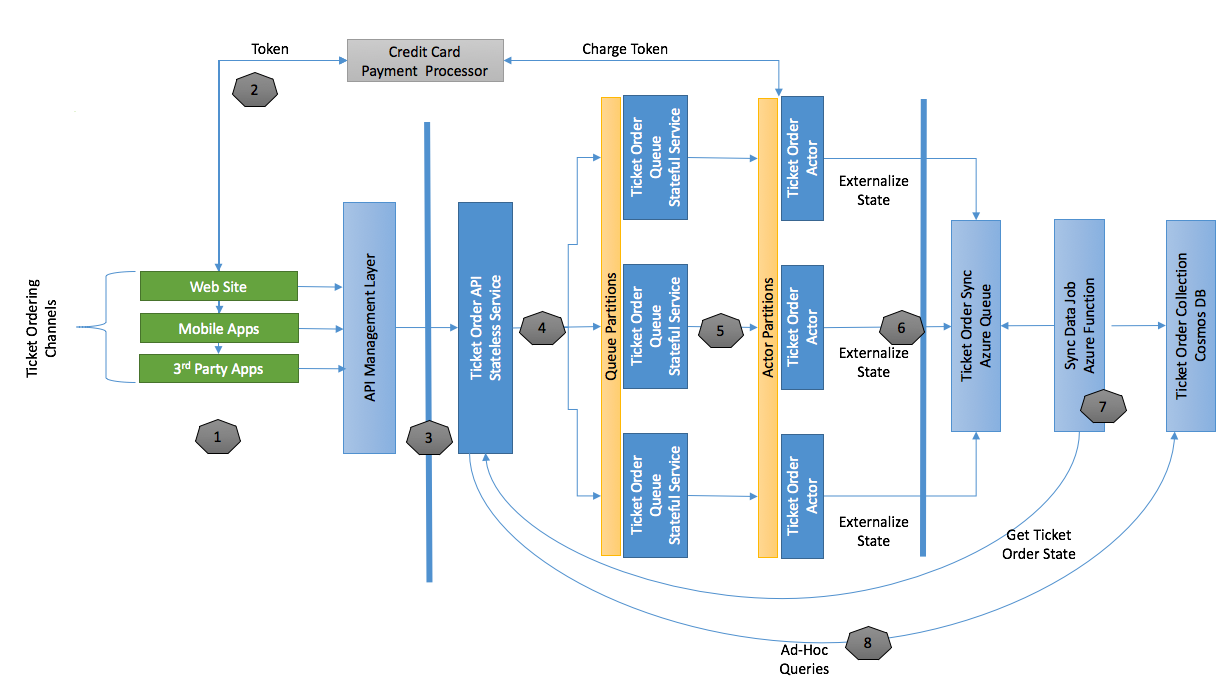 Token
Credit Card
Payment Processor
Charge Token
2
Ticket Ordering
Channels
Web Site
Mobile Apps
3rd Party Apps
1
API Management Layer
3
Ticket Order API
Stateless Service
4
Queue Partitions
Ticket Order
Queue
Stateful Service
Ticket Order
Queue
Stateful Service
Ticket Order
Queue
Stateful Service
5
Actor Partitions
Ticket Order
Actor
Ticket Order
Actor
Ticket Order
Actor
Externalize
State
6
Externalize
State
Externalize
State
Ticket Order Sync
Azure Queue
Sync Data Job
Azure Function
7
Ticket Order Collection
Cosmos DB
Get Ticket
Order State
8
Ad-Hoc
Queries